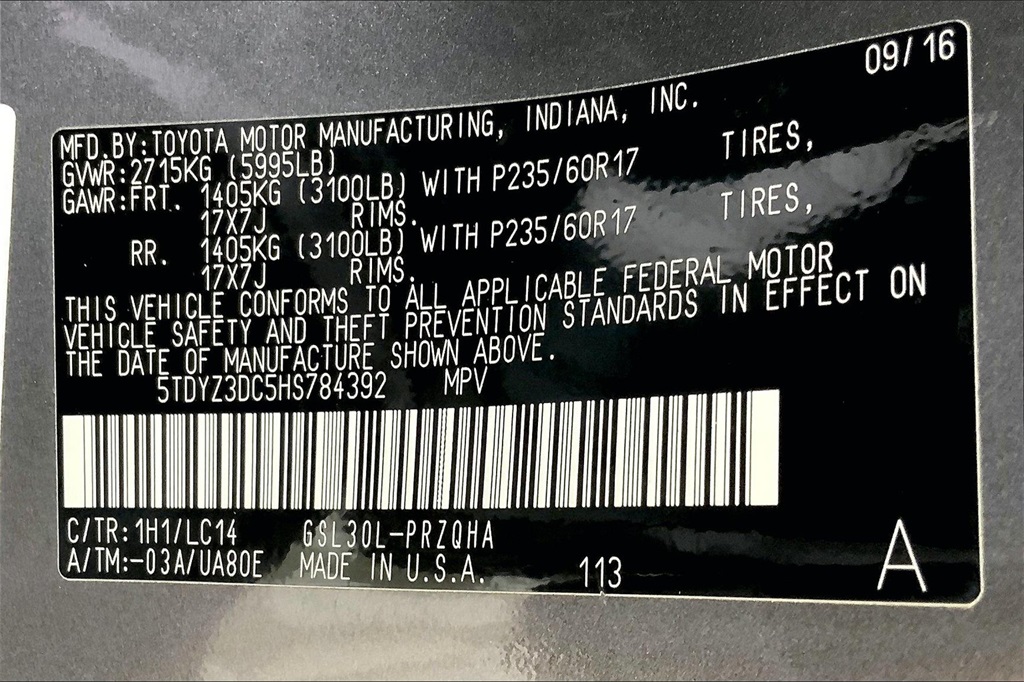 09/16
MFD.BY:TOYOTA MOTOR MANUFACTURING, INDIANA, INC.
GVWR:2715KG (5995LB)
GAWR:FRT. 1405KG (3100LB) WITH P235/60R17 TIRES,
17X7J RIMS.
RR. 1405KG (3100LB) WITH P235/60R17 TIRES,
17X7J RIMS.
THIS VEHICLE CONFORMS TO ALL APPLICABLE FEDERAL MOTOR
VEHICLE SAFETY AND THEFT PREVENTION STANDARDS IN EFFECT ON
THE DATE OF MANUFACTURE SHOWN ABOVE.
5TDYZ3DC5HS784392 MPV
C/TR:1H1/LC14 GSL30L-PRZQHA
A/TM:-03A/UA80E MADE IN U.S.A. 113
A